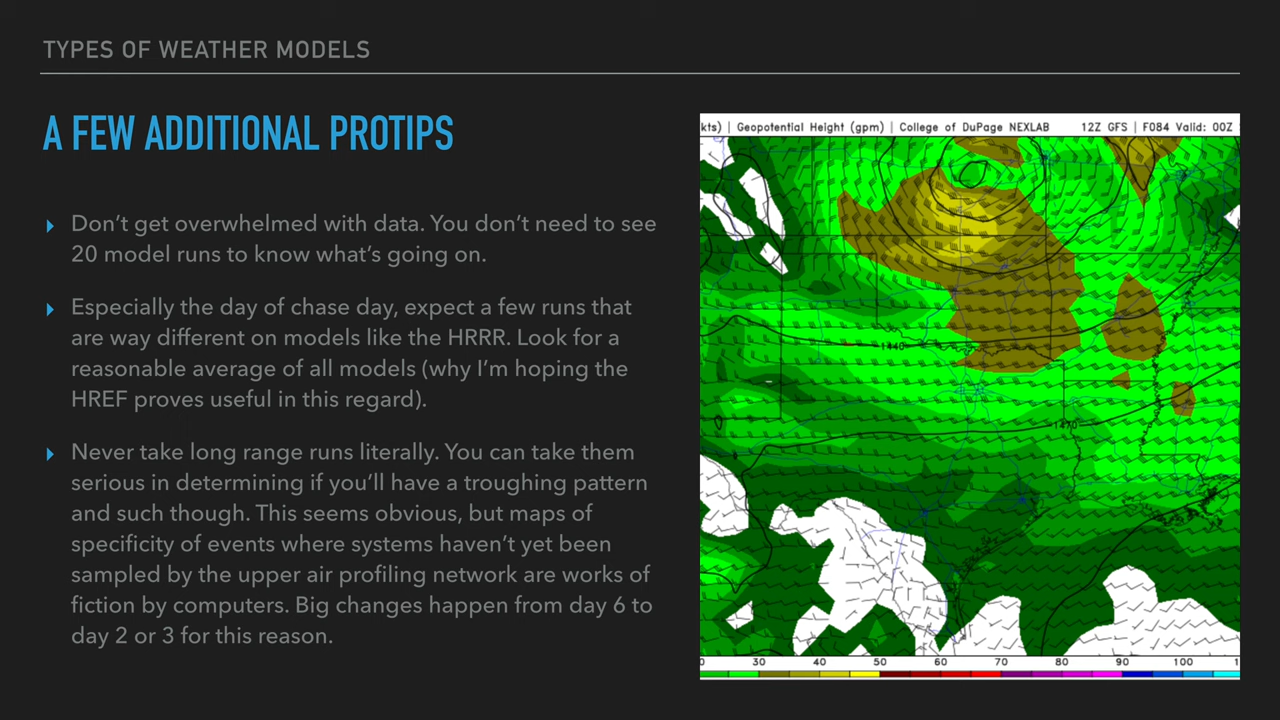 TYPES OF WEATHER MODELS
A FEW ADDITIONAL PROTIPS
Don’t get overwhelmed with data. You don’t need to see
20 model runs to know what’s going on.
Especially the day of chase day, expect a few runs that
are way different on models like the HRRR. Look for a
reasonable average of all models (why I’m hoping the
HREF proves useful in this regard).
Never take long range runs literally. You can take them
serious in determining if you’ll have a troughing pattern
and such though. This seems obvious, but maps of
specificity of events where systems haven’t yet been
sampled by the upper air profiling network are works of
fiction by computers. Big changes happen from day 6 to
day 2 or 3 for this reason.
kts) | Geopotential Height (gpm) | College of DuPage NEXLAB 12Z GFS | F084 Valid: 00Z
1440
1470
0 30 40 50 60 70 80 90 100 1